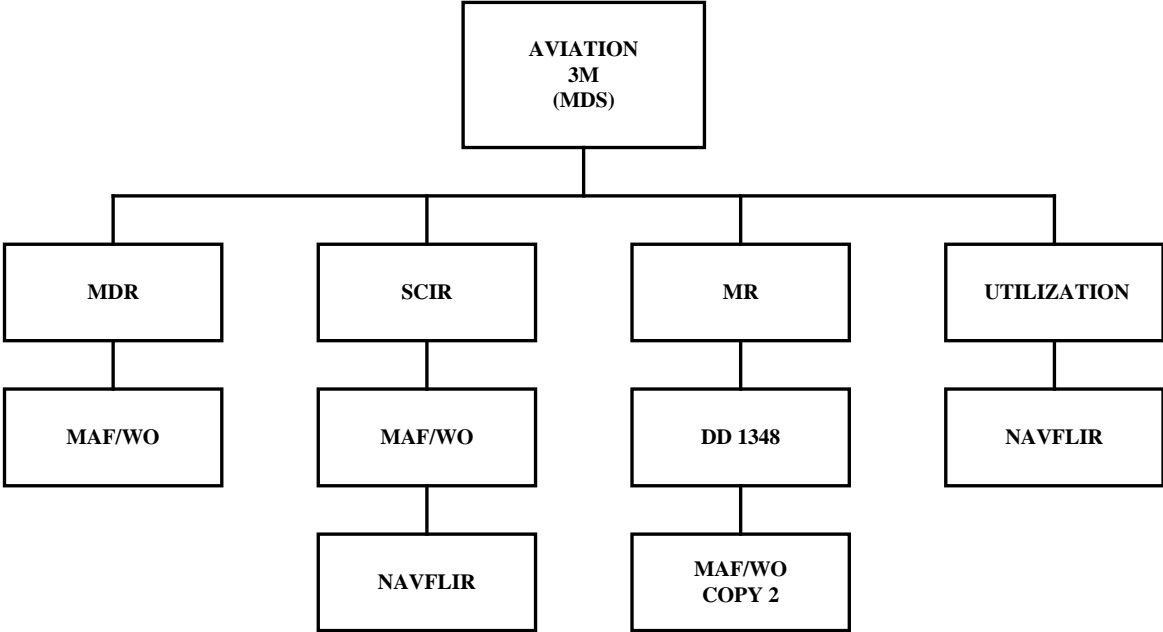 AVIATION
3M
(MDS)
MDR
SCIR
MR
UTILIZATION
MAF/WO
MAF/WO
DD 1348
NAVFLIR
NAVFLIR
MAF/WO
COPY 2